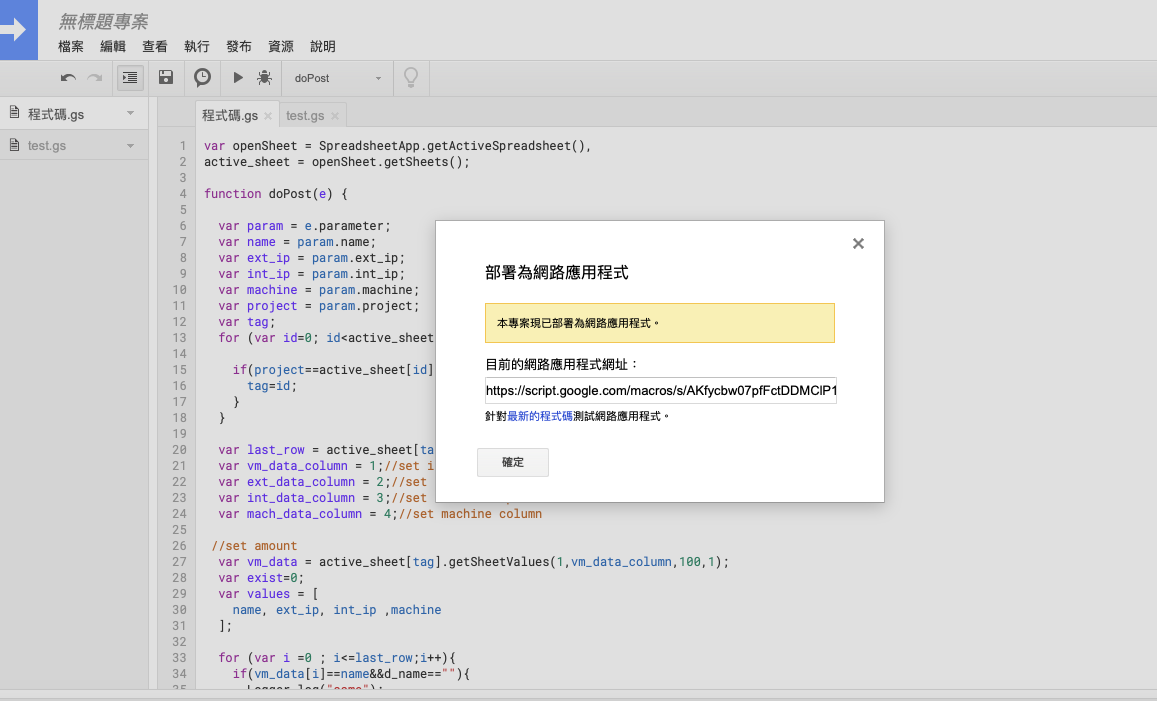 無標題專案
檔案 編輯 查看 執行 發布 資源 說明
doPost
程式碼.gs
test.gs
程式碼.gs × test.gs ×
1 var openSheet = SpreadsheetApp.getActiveSpreadsheet(),
2 active_sheet = openSheet.getSheets();
3
4 function doPost(e) {
5
6 var param = e.parameter;
7 var name = param.name;
8 var ext_ip = param.ext_ip;
9 var int_ip = param.int_ip;
10 var machine = param.machine;
11 var project = param.project;
12 var tag;
13 for (var id=0; id<active_sheet
14
15 if(project==active_sheet[id]
16 tag=id;
17 }
18 }
19
20 var last_row = active_sheet[ta
21 var vm_data_column = 1;//set i
22 var ext_data_column = 2;//set
23 var int_data_column = 3;//set
24 var mach_data_column = 4;//set machine column
25
26 //set amount
27 var vm_data = active_sheet[tag].getSheetValues(1,vm_data_column,100,1);
28 var exist=0;
29 var values = [
30 name, ext_ip, int_ip ,machine
31 ];
32
33 for (var i =0 ; i<=last_row;i++){
34 if(vm_data[i]==name&&d_name==""){
35 Logger.log("same");
×
部署為網路應用程式
本專案現已部署為網路應用程式。
目前的網路應用程式網址：
https://script.google.com/macros/s/AKfycbw07pfFctDDMClP1
針對最新的程式碼測試網路應用程式。
確定